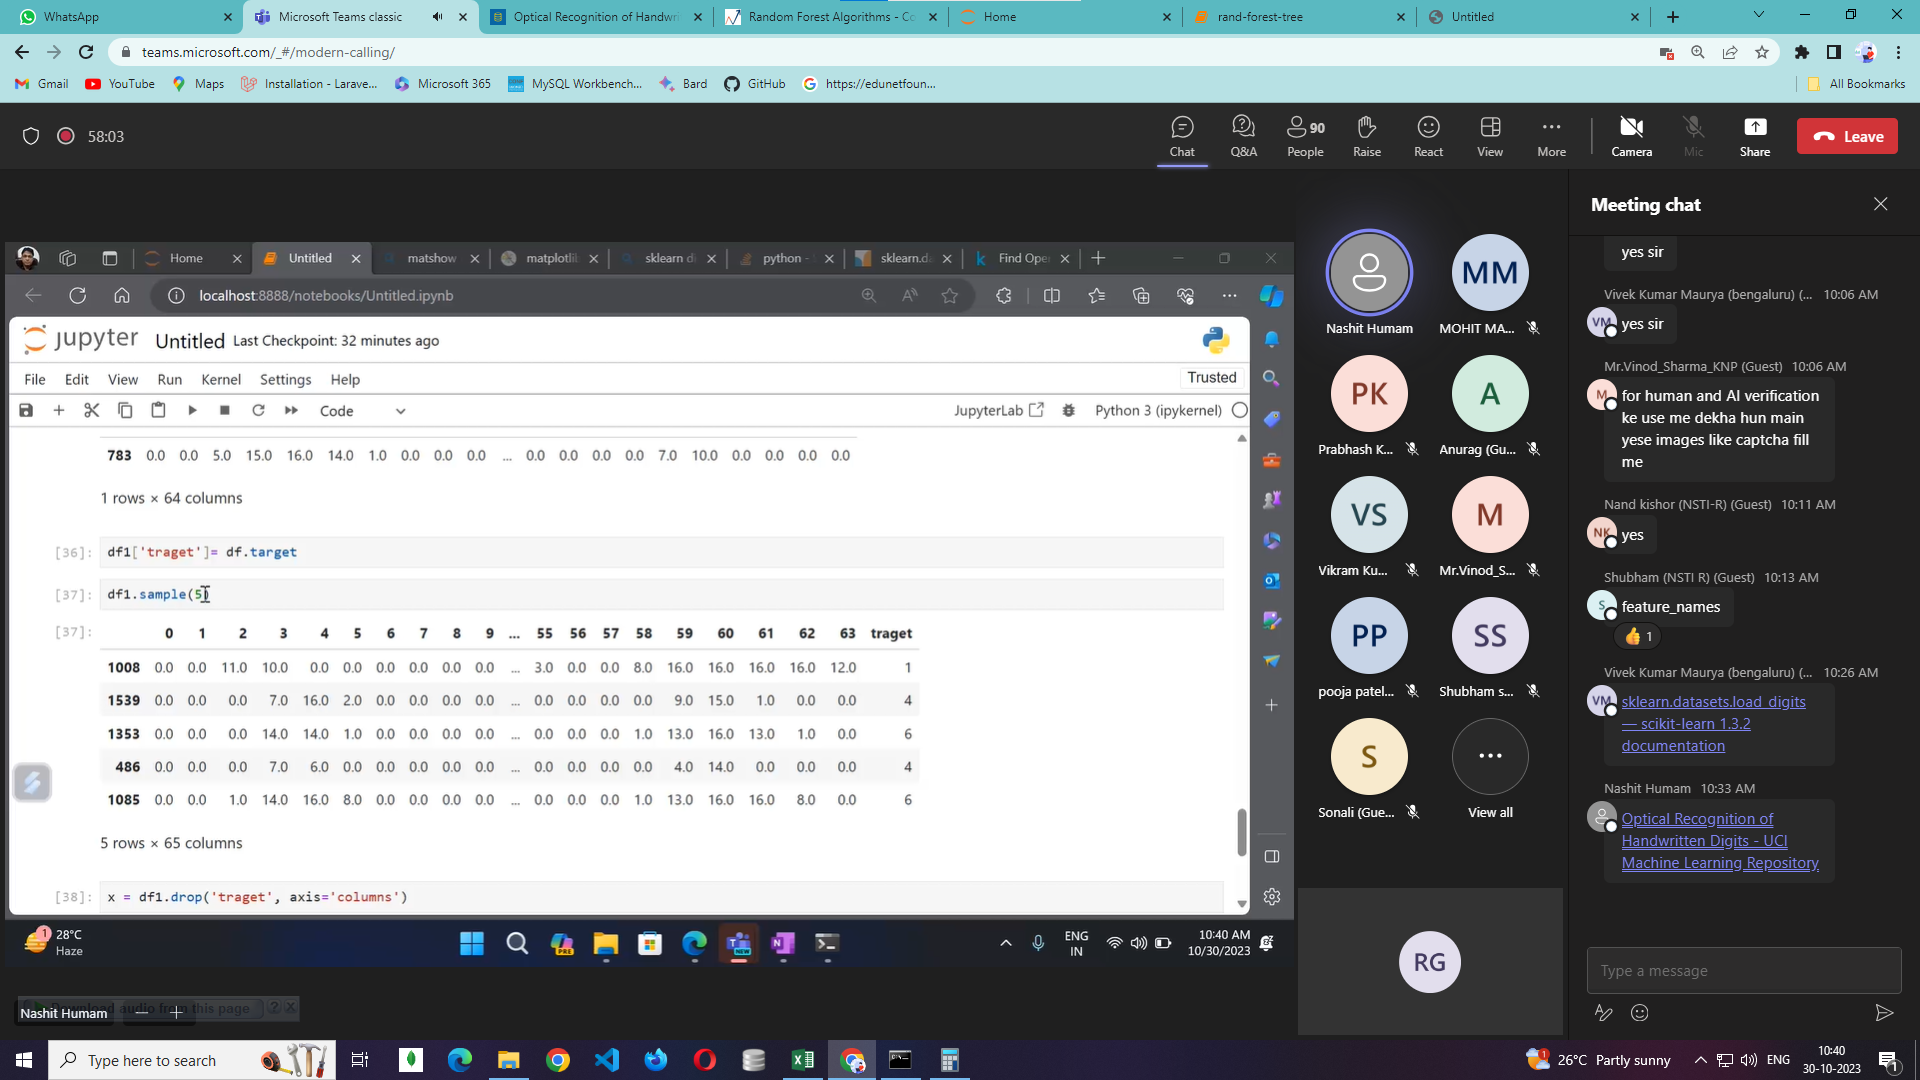 WhatsApp
Microsoft Teams classic
Optical Recognition of Handwri
Random Forest Algorithms - Co
Home
rand-forest-tree
Untitled
teams.microsoft.com/_#/modern-calling/
Gmail
YouTube
Maps
Installation - Larave...
Microsoft 365
MySQL Workbench...
Bard
GitHub
https://edunetfoun...
All Bookmarks
58:03
Chat
Q&A
90
People
Raise
React
View
More
Camera
Mic
Share
Leave
Home
Untitled
matshow
matplotlib
sklearn di
python -
sklearn.da
Find Ope
localhost:8888/notebooks/Untitled.ipynb
jupyter Untitled Last Checkpoint: 32 minutes ago
File Edit View Run Kernel Settings Help
Trusted
Code
JupyterLab
Python 3 (ipykernel)
783 0.0 0.0 5.0 15.0 16.0 14.0 1.0 0.0 0.0 0.0 ... 0.0 0.0 0.0 0.0 7.0 10.0 0.0 0.0 0.0 0.0
1 rows × 64 columns
[36]: df1['traget']= df.target
[37]: df1.sample(5)
[37]: 0 1 2 3 4 5 6 7 8 9 ... 55 56 57 58 59 60 61 62 63 traget
1008 0.0 0.0 11.0 10.0 0.0 0.0 0.0 0.0 0.0 0.0 ... 3.0 0.0 0.0 8.0 16.0 16.0 16.0 16.0 12.0 1
1539 0.0 0.0 0.0 7.0 16.0 2.0 0.0 0.0 0.0 0.0 ... 0.0 0.0 0.0 0.0 9.0 15.0 1.0 0.0 0.0 4
1353 0.0 0.0 0.0 14.0 14.0 1.0 0.0 0.0 0.0 0.0 ... 0.0 0.0 0.0 1.0 13.0 16.0 13.0 1.0 0.0 6
486 0.0 0.0 0.0 7.0 6.0 0.0 0.0 0.0 0.0 0.0 ... 0.0 0.0 0.0 0.0 4.0 14.0 0.0 0.0 0.0 4
1085 0.0 0.0 1.0 14.0 16.0 8.0 0.0 0.0 0.0 0.0 ... 0.0 0.0 0.0 1.0 13.0 16.0 16.0 8.0 0.0 6
5 rows × 65 columns
[38]: x = df1.drop('traget', axis='columns')
1
28°C
Haze
PRE
NEW
ENG
IN
10:40 AM
10/30/2023
Download audio from this page
Nashit Humam
Nashit Humam
MM
MOHIT MA...
PK
Prabhash K...
A
Anurag (Gu...
VS
Vikram Ku...
M
Mr.Vinod_S...
PP
pooja patel...
SS
Shubham s...
S
Sonali (Gue...
View all
RG
Meeting chat
yes sir
Vivek Kumar Maurya (bengaluru) (... 10:06 AM
VM
yes sir
Mr.Vinod_Sharma_KNP (Guest) 10:06 AM
M
for human and AI verification
ke use me dekha hun main
yese images like captcha fill
me
Nand kishor (NSTI-R) (Guest) 10:11 AM
NK
yes
Shubham (NSTI R) (Guest) 10:13 AM
S
feature_names
1
Vivek Kumar Maurya (bengaluru) (... 10:26 AM
VM
sklearn.datasets.load_digits
— scikit-learn 1.3.2
documentation
Nashit Humam 10:33 AM
Optical Recognition of
Handwritten Digits - UCI
Machine Learning Repository
Type a message
Type here to search
1
26°C Partly sunny
ENG
10:40
30-10-2023
1